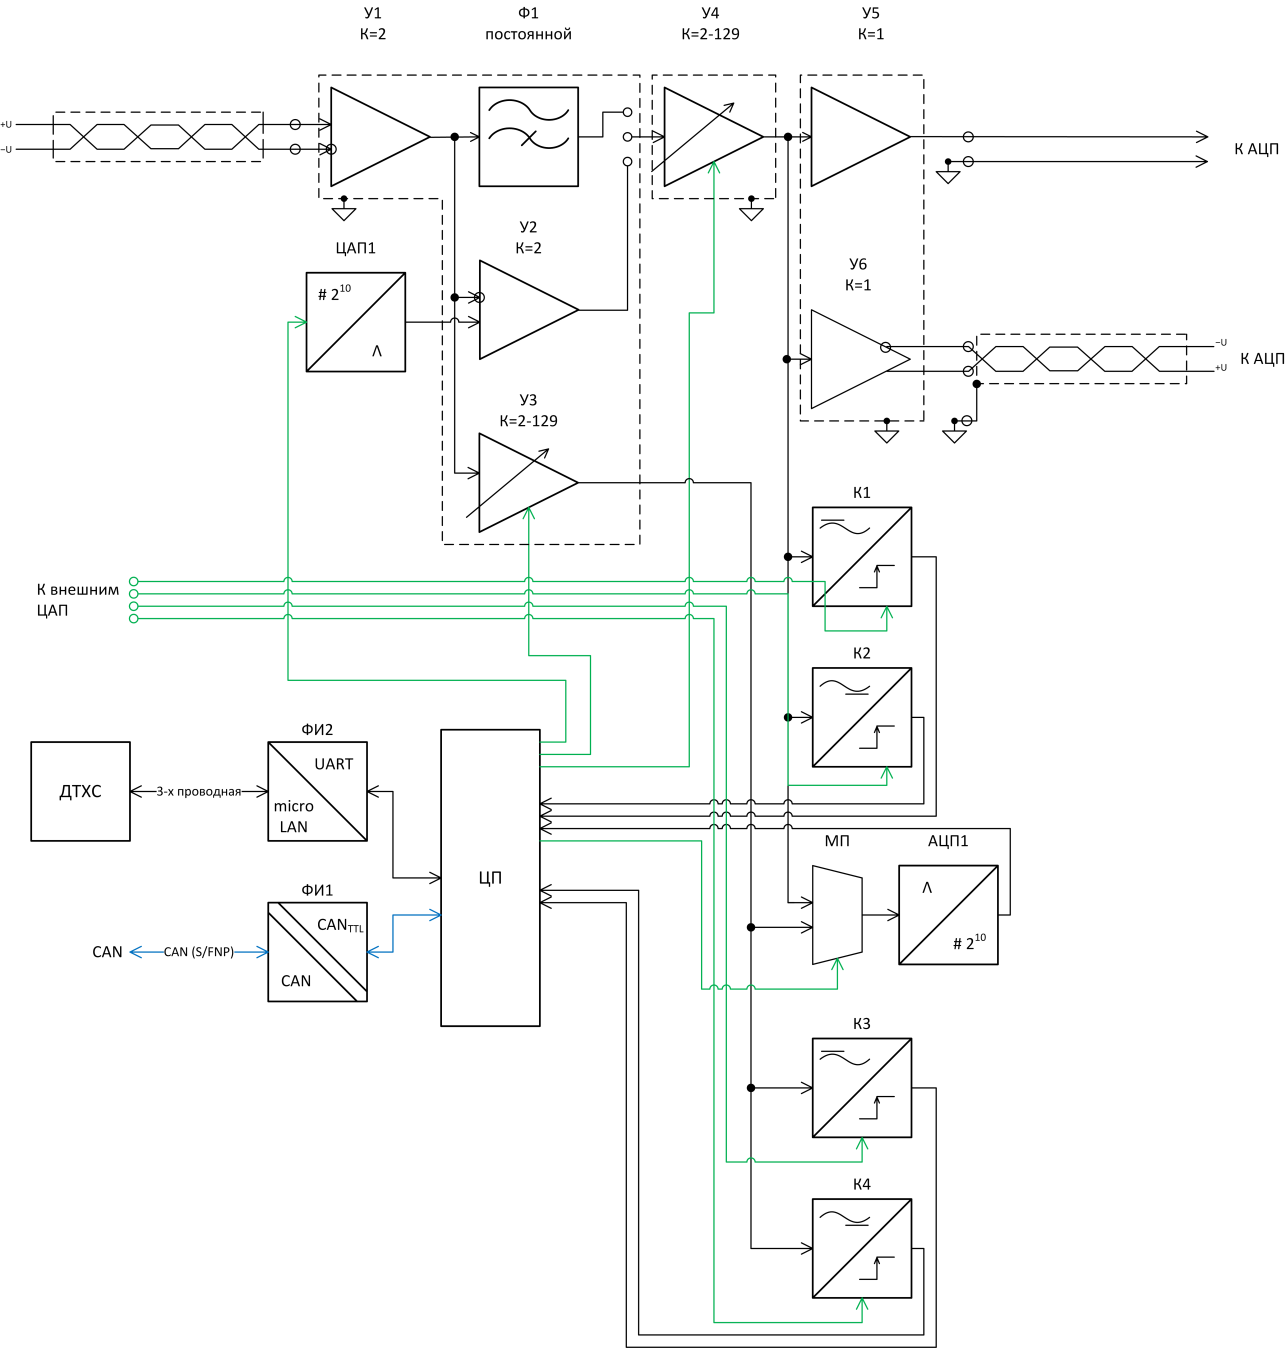 У1
К=2
Ф1
постоянной
У4
К=2-129
У5
К=1
+U
−U
К АЦП
У2
К=2
ЦАП1
# 2¹⁰
Λ
У6
К=1
−U
+U
К АЦП
У3
К=2-129
К1
К внешним
ЦАП
К2
ФИ2
ДТХС
3-х проводная
UART
micro
LAN
ЦП
МП
АЦП1
Λ
# 2¹⁰
ФИ1
CAN
CAN (S/FNP)
CANTTL
CAN
К3
К4